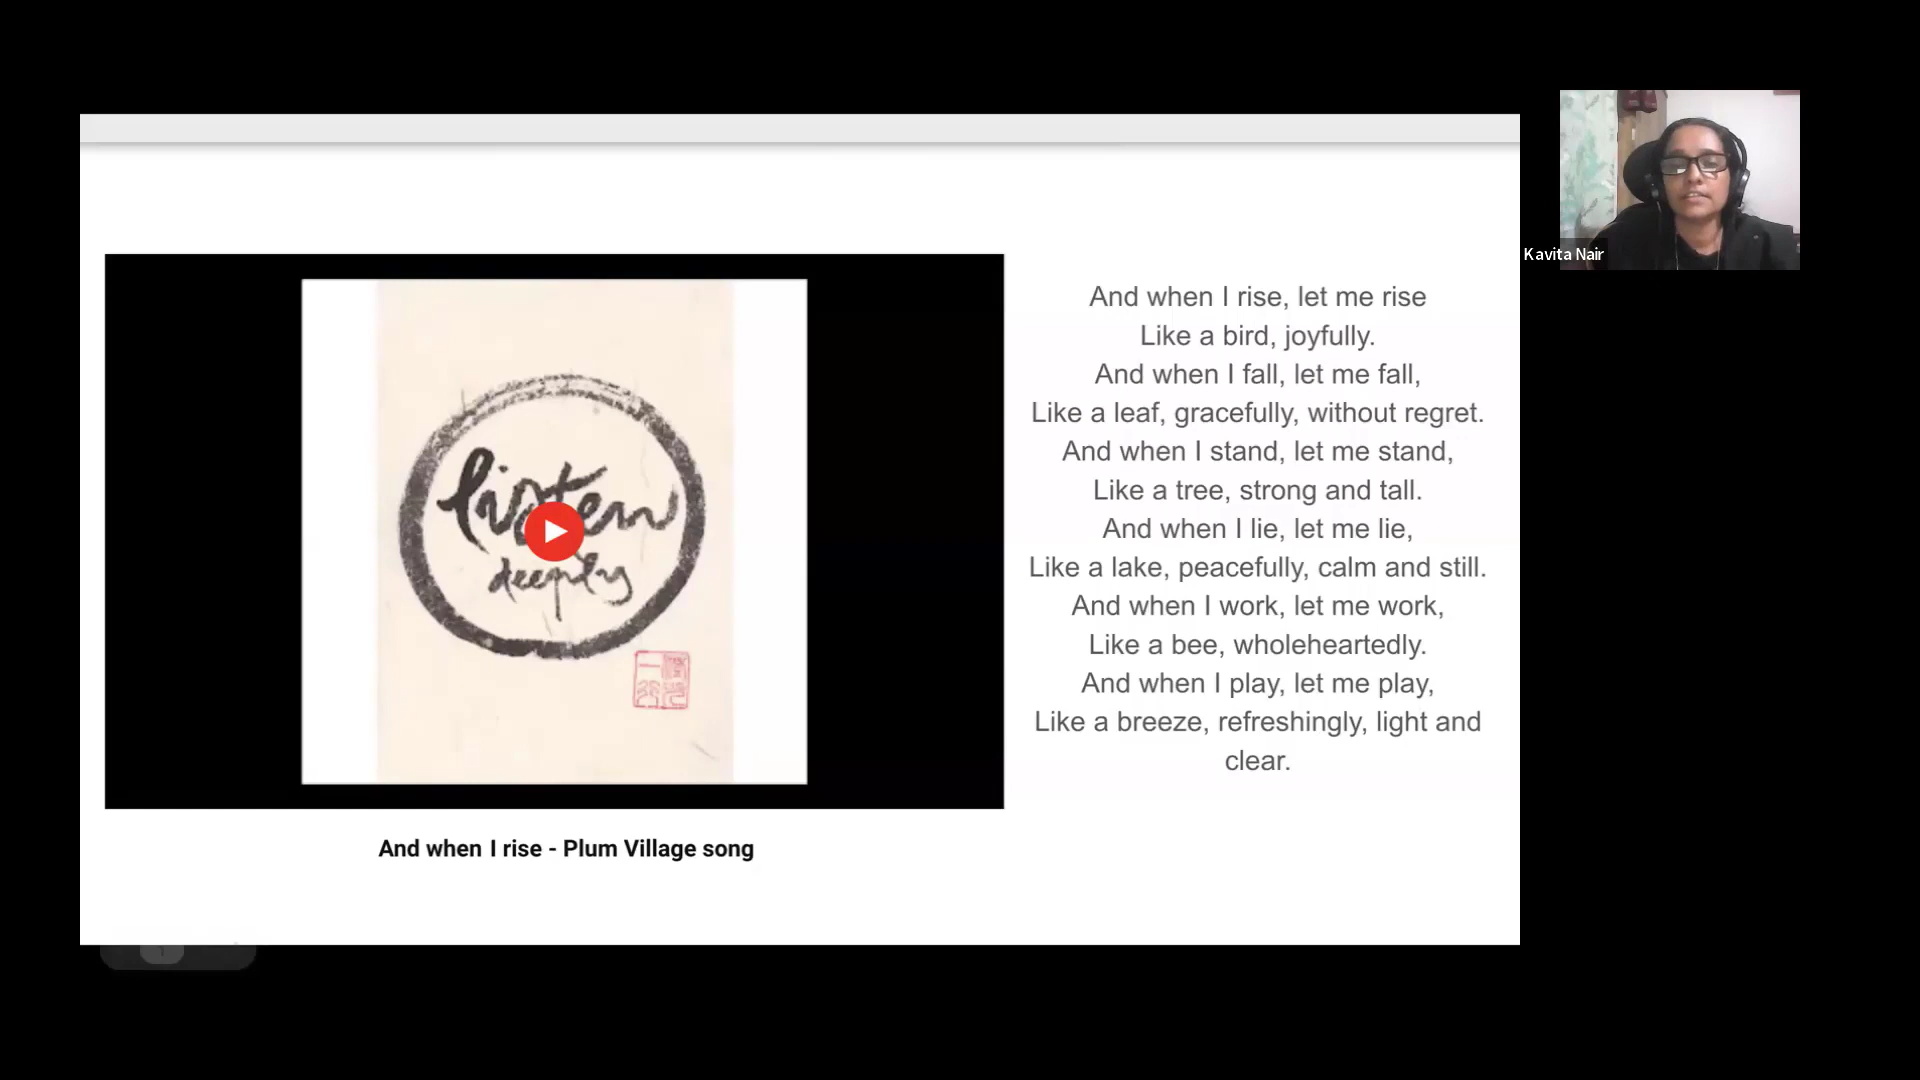 Kavita Nair
listen
deeply
And when I rise, let me rise
Like a bird, joyfully.
And when I fall, let me fall,
Like a leaf, gracefully, without regret.
And when I stand, let me stand,
Like a tree, strong and tall.
And when I lie, let me lie,
Like a lake, peacefully, calm and still.
And when I work, let me work,
Like a bee, wholeheartedly.
And when I play, let me play,
Like a breeze, refreshingly, light and
clear.
And when I rise - Plum Village song